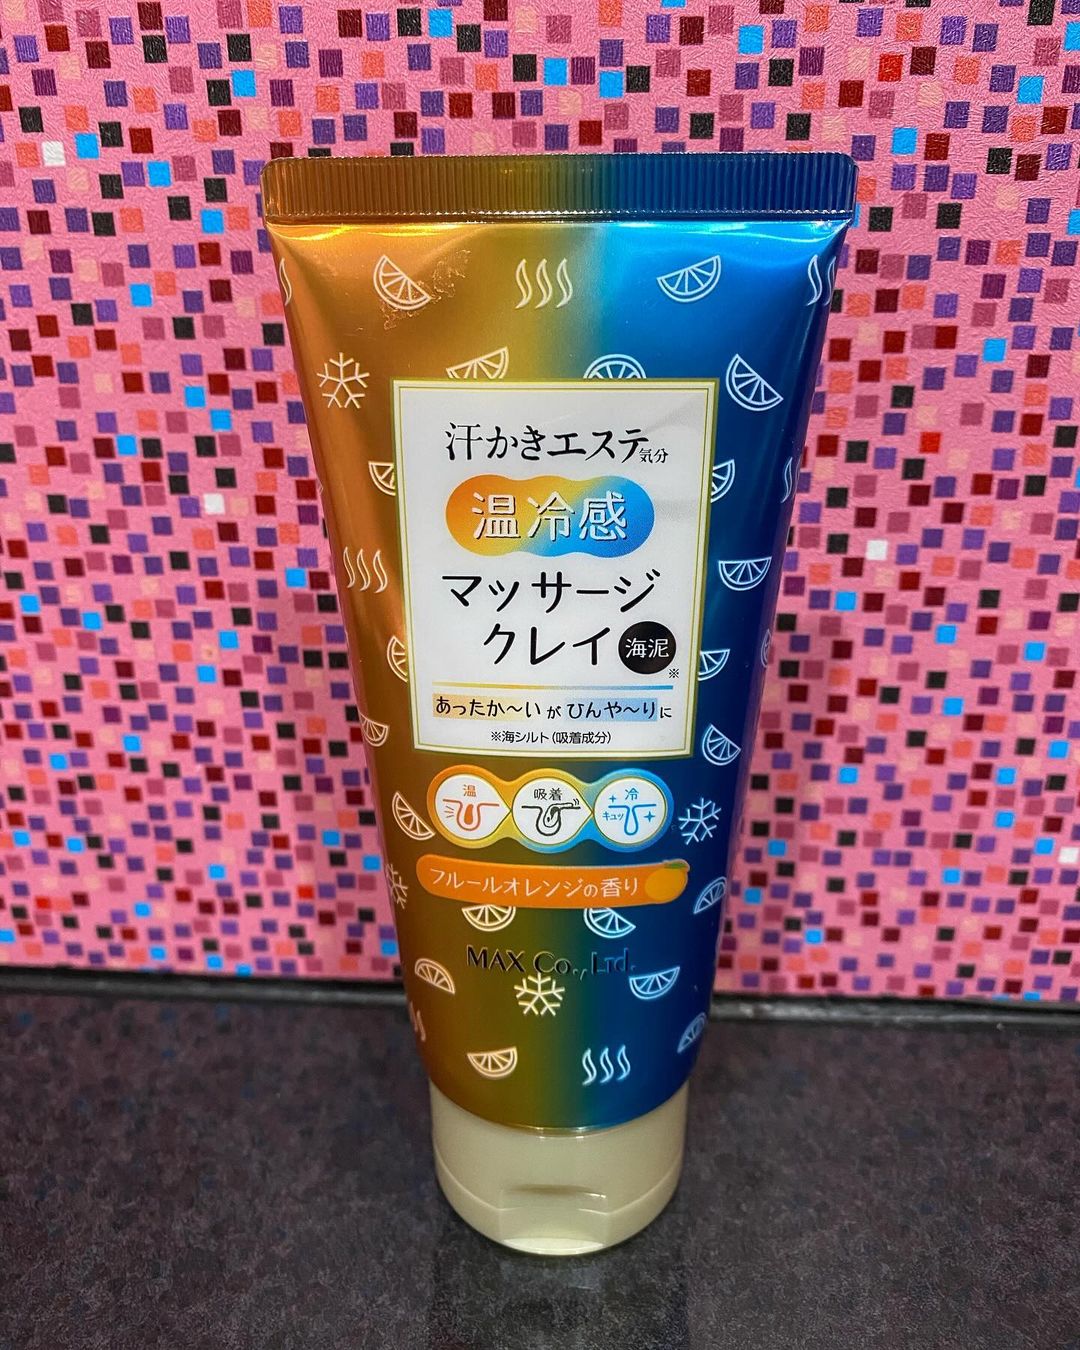 汗かきエステ気分
温冷感
マッサージ
クレイ 海泥
※
あったか～い が ひんや～りに
※海シルト(吸着成分)
温 吸着 冷
キュッ
フルールオレンジの香り
MAX Co., Ltd.